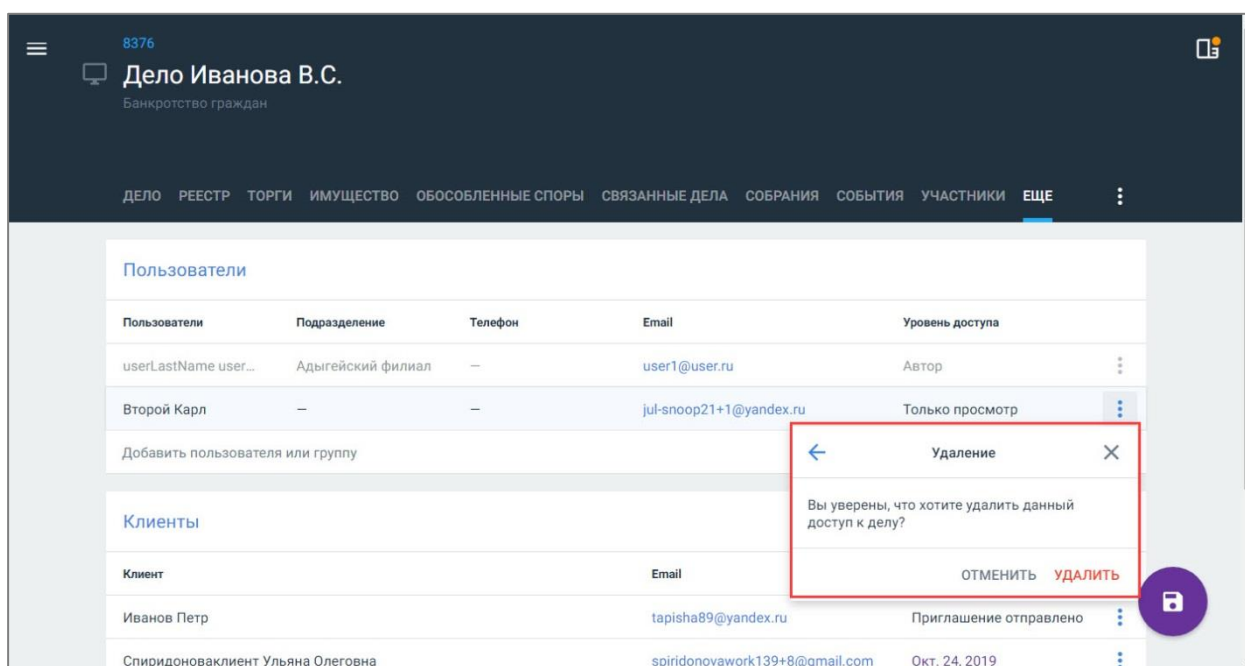 8376
Дело Иванова В.С.
Банкротство граждан
ДЕЛО РЕЕСТР ТОРГИ ИМУЩЕСТВО ОБОСОБЛЕННЫЕ СПОРЫ СВЯЗАННЫЕ ДЕЛА СОБРАНИЯ СОБЫТИЯ УЧАСТНИКИ ЕЩЕ
Пользователи
Пользователи Подразделение Телефон Email Уровень доступа
userLastName user... Адыгейский филиал — user1@user.ru Автор
Второй Карл — — jul-snoop21+1@yandex.ru Только просмотр
Добавить пользователя или группу
Удаление
Вы уверены, что хотите удалить данный
доступ к делу?
ОТМЕНИТЬ УДАЛИТЬ
Клиенты
Клиент Email
Иванов Петр tapisha89@yandex.ru Приглашение отправлено
Спиридоноваклиент Ульяна Олеговна spiridonovawork139+8@gmail.com Окт. 24, 2019